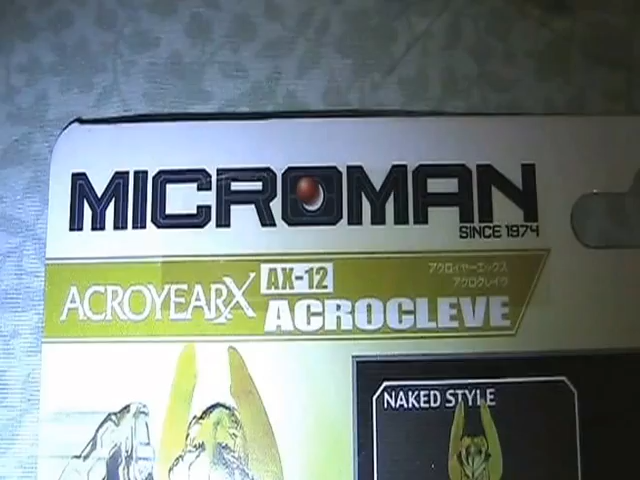 MICROMAN
SINCE 1974
ACROYEARX
AX-12
アクロイヤーエックス
アクロクレイヴ
ACROCLEVE
NAKED STYLE